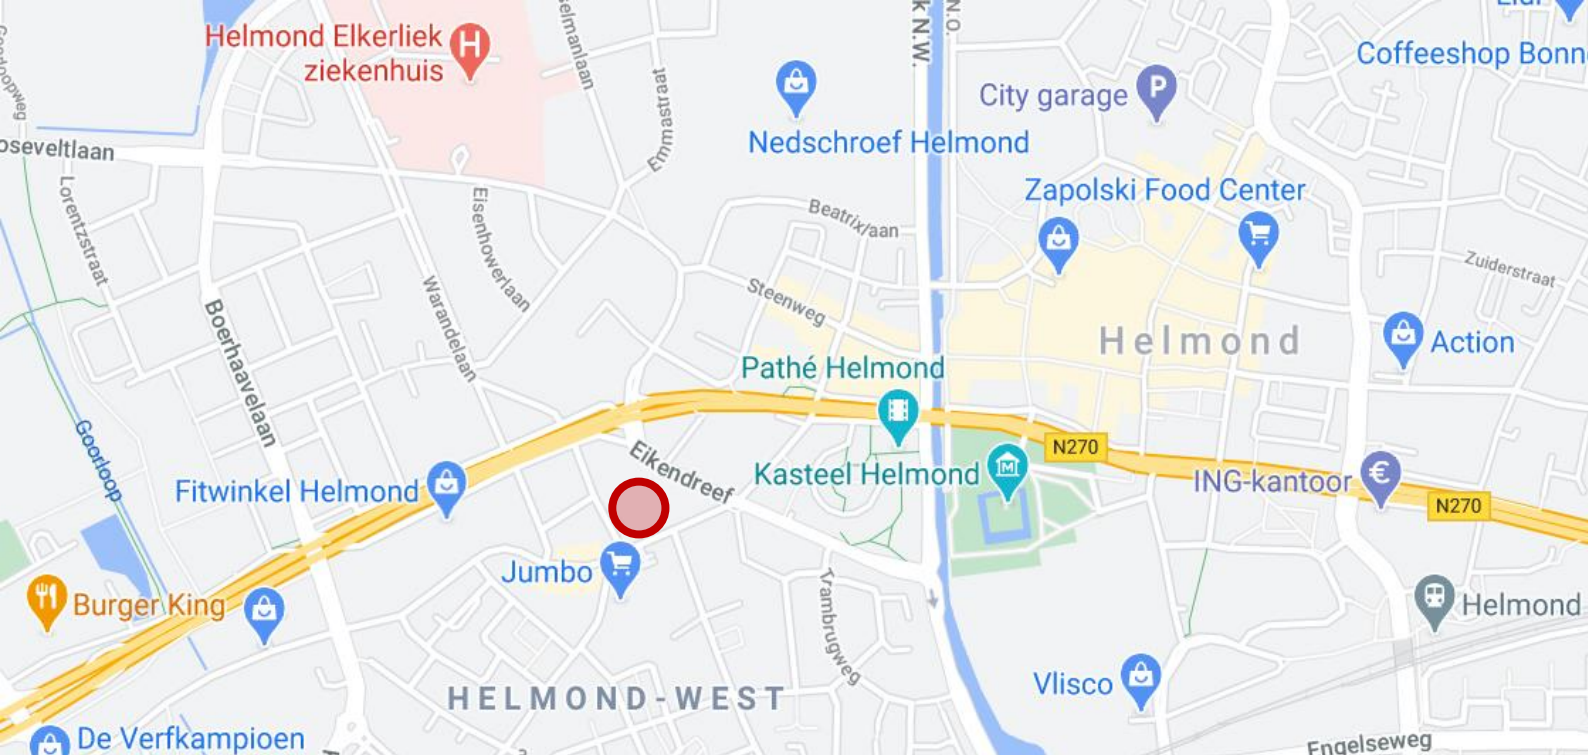 Helmond Elkerliek
ziekenhuis
Emmastraat
k N.W.
N.O.
Coffeeshop Bonn
City garage
P
H
Nedschroef Helmond
oseveltlaan
Lorentzstraat
Eisenhowerlaan
Beatrixlaan
Zapolski Food Center
Zuiderstraat
Warandelaan
Boerhaavelaan
Steenweg
Helmond
Action
Pathé Helmond
Goorloop
Eikendreef
Kasteel Helmond
N270
ING-kantoor
€
N270
Fitwinkel Helmond
Jumbo
Burger King
Trambrugweg
Helmond
Vlisco
HELMOND-WEST
De Verfkampioen
Engelseweg